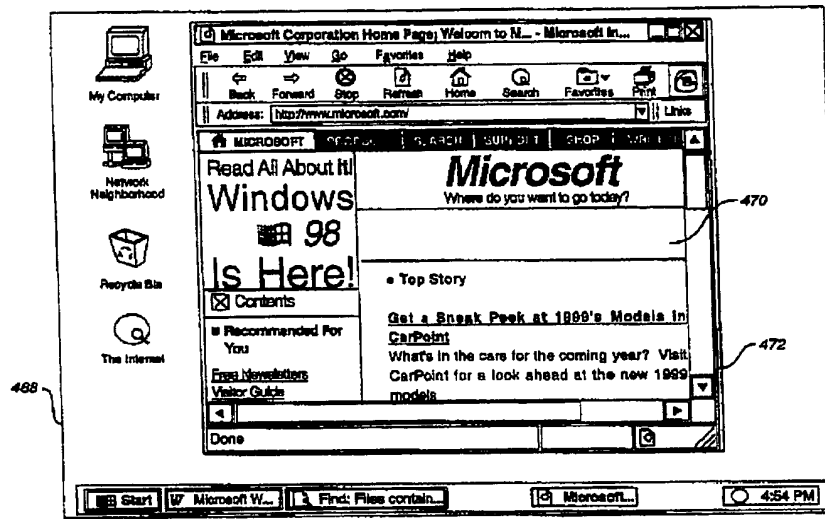 Microsoft Corporation Home Page; Welcom to N... - Microsoft In...
File Edit View Go Favorites Help
Back Forward Stop Refresh Home Search Favorites Print
Address: http://www.microsoft.com/ Links
MICROSOFT SEARCH SHOP
My Computer
Network
Neighborhood
Recycle Bin
The Internet
Read All About It!
Windows
98
Is Here!
Contents
Recommended For
You
Free Newsletters
Visitor Guide
Microsoft
Where do you want to go today?
• Top Story
Get a Sneak Peek at 1999's Models in
CarPoint
What's in the cars for the coming year? Visit
CarPoint for a look ahead at the new 1999
models
Done
470
472
468
Start Microsoft W... Find: Files contain... Microsoft... 4:54 PM